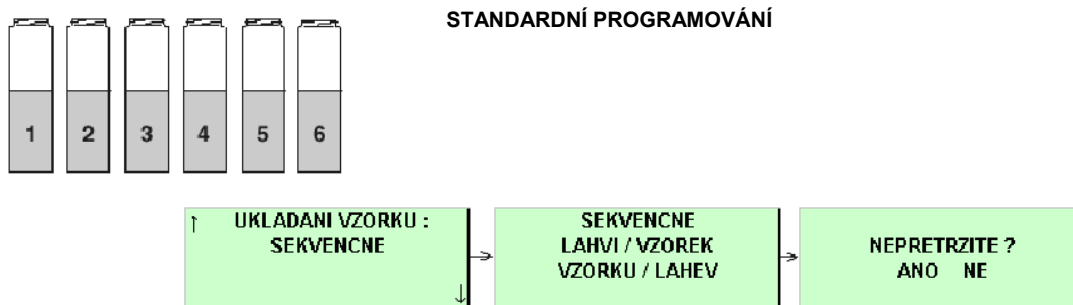 STANDARDNÍ PROGRAMOVÁNÍ
1 2 3 4 5 6
↑ UKLADANI VZORKU :
SEKVENCNE
↓
→
SEKVENCNE
LAHVI / VZOREK
VZORKU / LAHEV
→
NEPRETRZITE ?
ANO NE